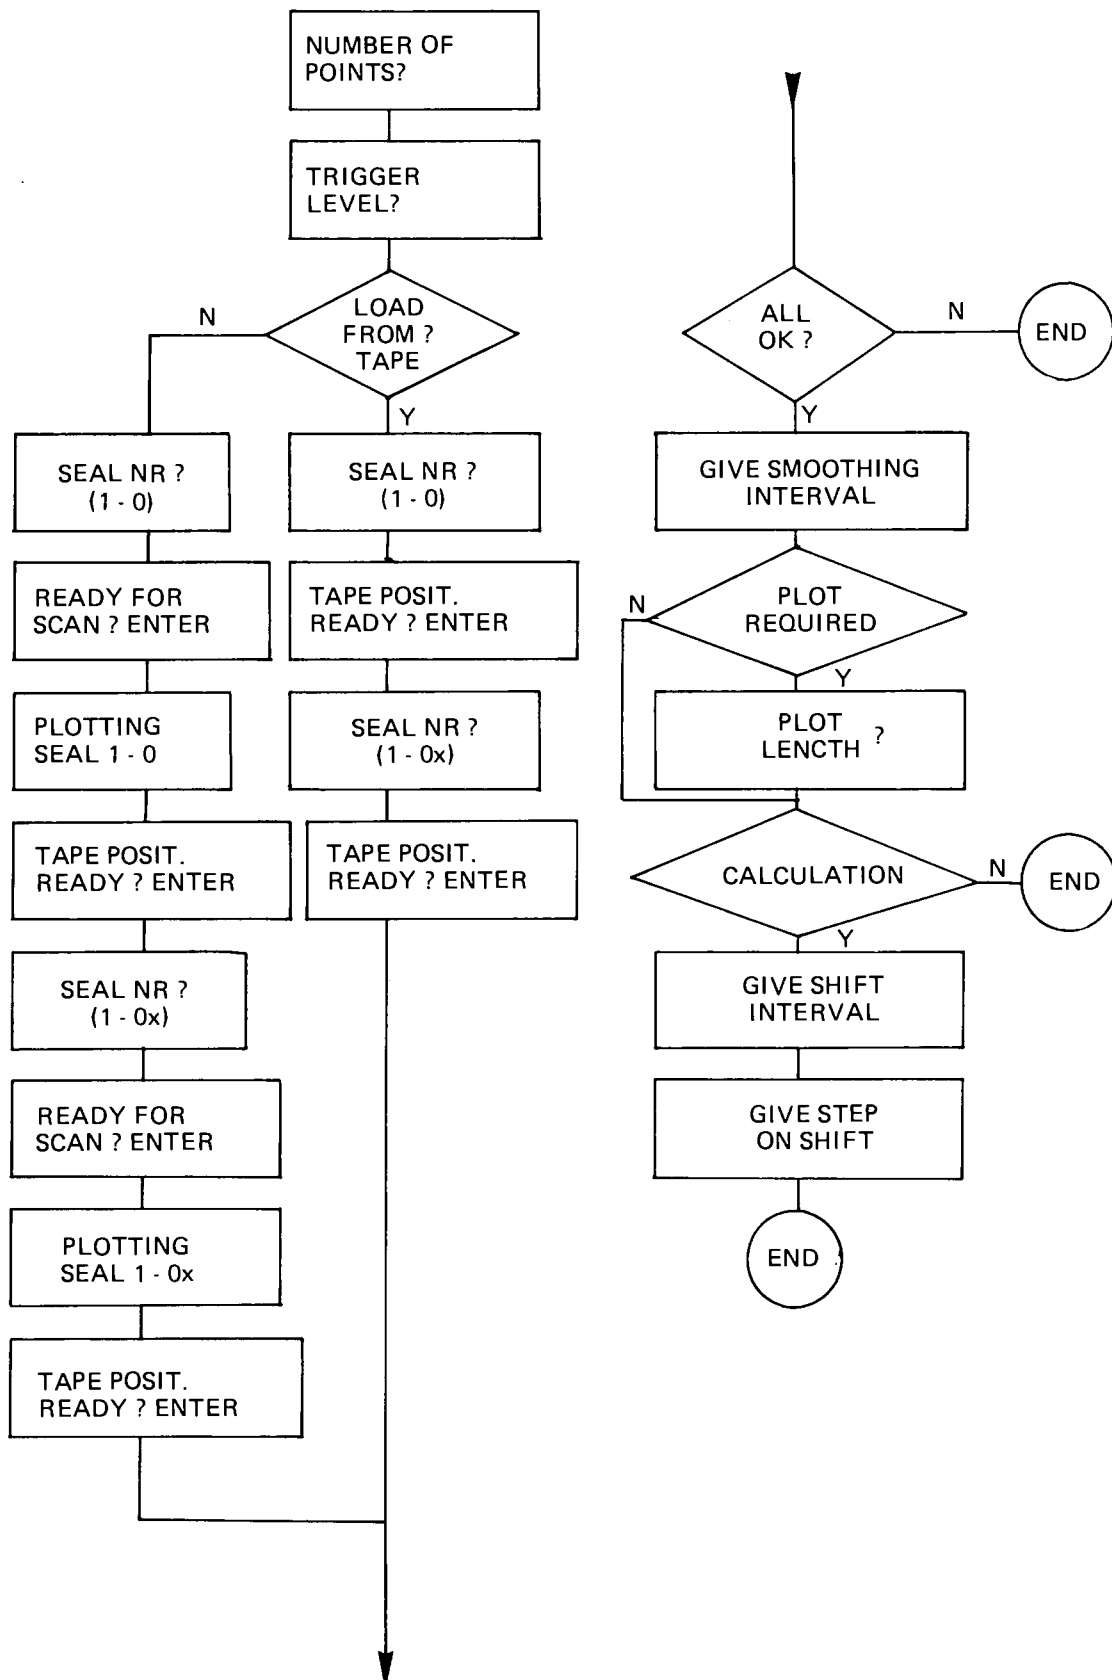 NUMBER OF
POINTS?
TRIGGER
LEVEL?
LOAD
FROM ?
TAPE
N
Y
SEAL NR ?
(1 - 0)
READY FOR
SCAN ? ENTER
PLOTTING
SEAL 1 - 0
TAPE POSIT.
READY ? ENTER
SEAL NR ?
(1 - 0x)
READY FOR
SCAN ? ENTER
PLOTTING
SEAL 1 - 0x
TAPE POSIT.
READY ? ENTER
SEAL NR ?
(1 - 0)
TAPE POSIT.
READY ? ENTER
SEAL NR ?
(1 - 0x)
TAPE POSIT.
READY ? ENTER
ALL
OK ?
N
END
Y
GIVE SMOOTHING
INTERVAL
PLOT
REQUIRED
N
Y
PLOT
LENCTH ?
CALCULATION
N
END
Y
GIVE SHIFT
INTERVAL
GIVE STEP
ON SHIFT
END